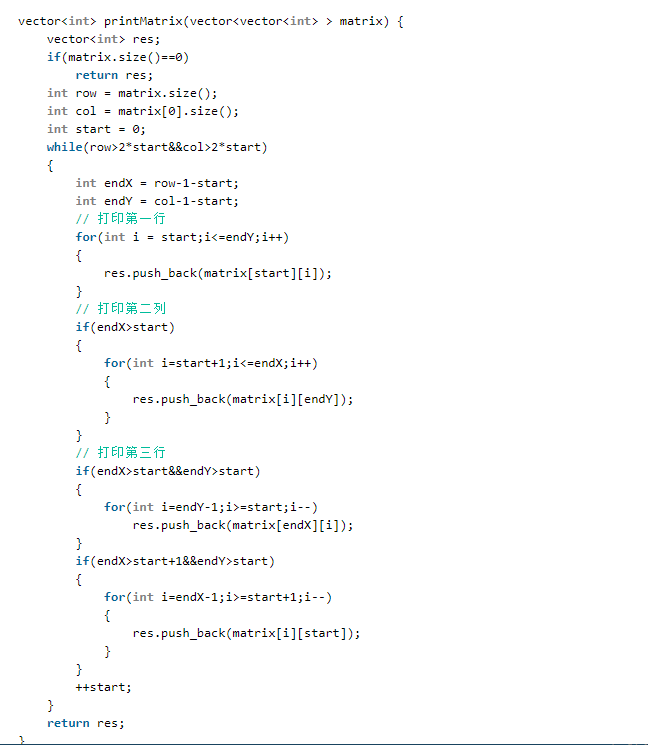 vector<int> printMatrix(vector<vector<int> > matrix) {
    vector<int> res;
    if(matrix.size()==0)
        return res;
    int row = matrix.size();
    int col = matrix[0].size();
    int start = 0;
    while(row>2*start&&col>2*start)
    {
        int endX = row-1-start;
        int endY = col-1-start;
        // 打印第一行
        for(int i = start;i<=endY;i++)
        {
            res.push_back(matrix[start][i]);
        }
        // 打印第二列
        if(endX>start)
        {
            for(int i=start+1;i<=endX;i++)
            {
                res.push_back(matrix[i][endY]);
            }
        }
        // 打印第三行
        if(endX>start&&endY>start)
        {
            for(int i=endY-1;i>=start;i--)
                res.push_back(matrix[endX][i]);
        }
        if(endX>start+1&&endY>start)
        {
            for(int i=endX-1;i>=start+1;i--)
            {
                res.push_back(matrix[i][start]);
            }
        }
        ++start;
    }
    return res;
}